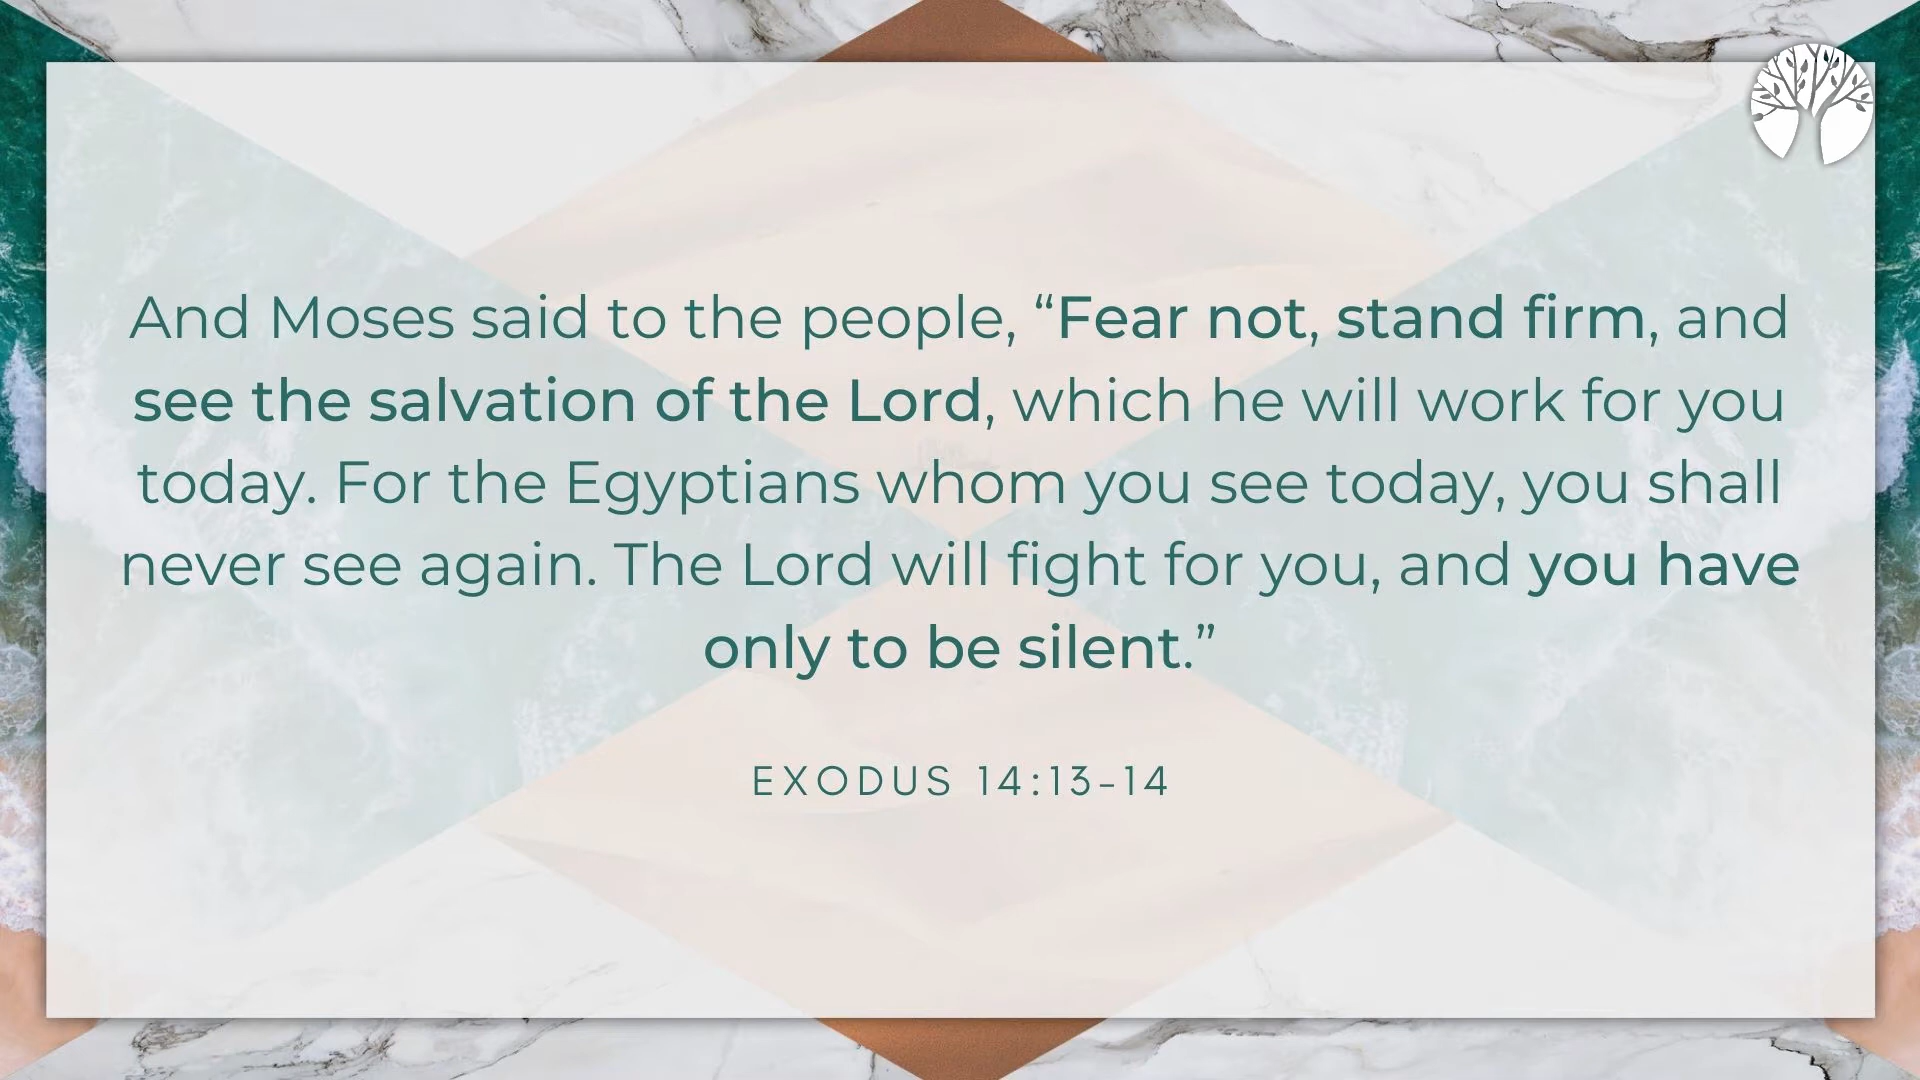 And Moses said to the people, “Fear not, stand firm, and
see the salvation of the Lord, which he will work for you
today. For the Egyptians whom you see today, you shall
never see again. The Lord will fight for you, and you have
only to be silent.”
EXODUS 14:13-14